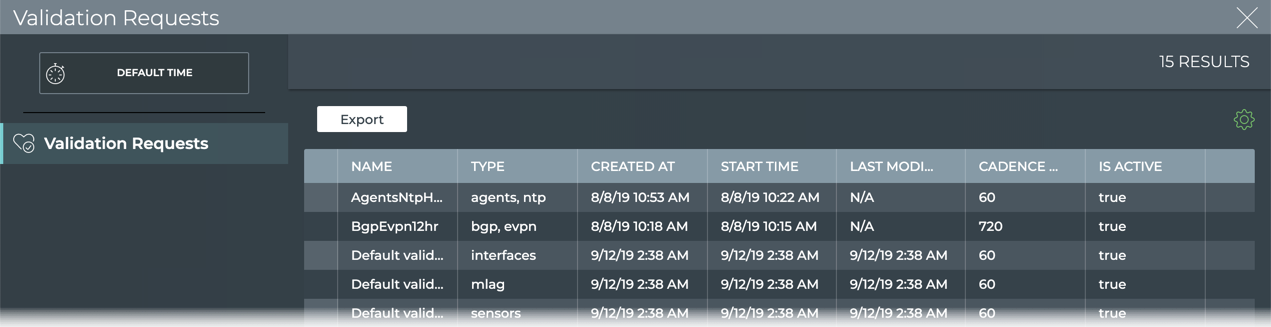 Validation Requests
DEFAULT TIME
15 RESULTS
Validation Requests
Export
NAME TYPE CREATED AT START TIME LAST MODI... CADENCE ... IS ACTIVE
AgentsNtpH... agents, ntp 8/8/19 10:53 AM 8/8/19 10:22 AM N/A 60 true
BgpEvpn12hr bgp, evpn 8/8/19 10:18 AM 8/8/19 10:15 AM N/A 720 true
Default valid... interfaces 9/12/19 2:38 AM 9/12/19 2:38 AM 9/12/19 2:38 AM 60 true
Default valid... mlag 9/12/19 2:38 AM 9/12/19 2:38 AM 9/12/19 2:38 AM 60 true
Default valid... sensors 9/12/19 2:38 AM 9/12/19 2:38 AM 9/12/19 2:38 AM 60 true